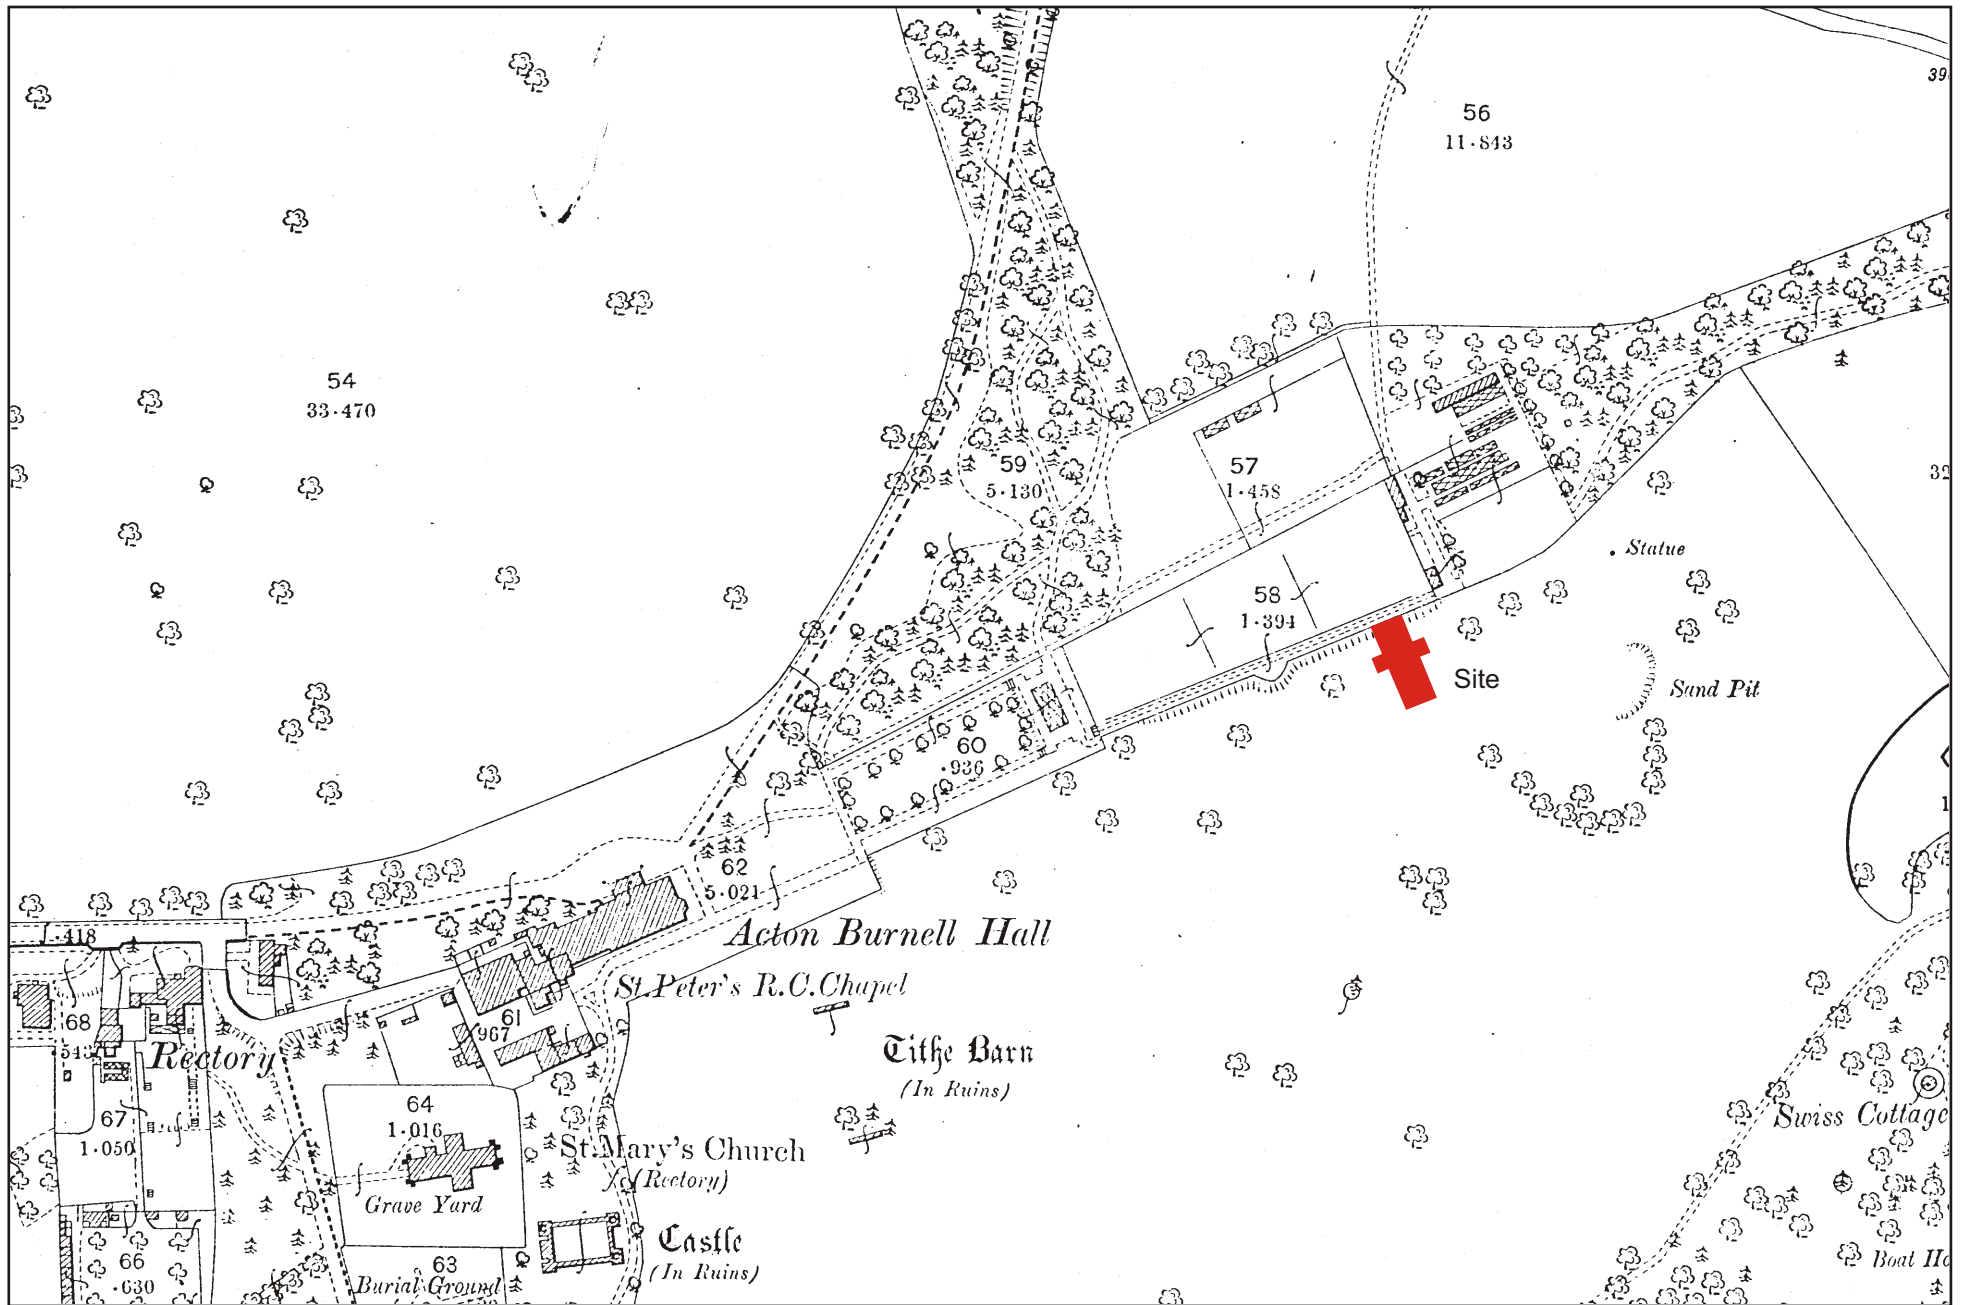 39
56
11·843
54
33·470
59
5·130
57
1·458
Statue
58
1·394
Site
Sand Pit
60
·936
62
5·021
Acton Burnell Hall
·418
St. Peter's R.C. Chapel
68
·543
61
·967
Rectory
Tithe Barn
(In Ruins)
64
1·016
67
1·050
Swiss Cottage
St. Mary's Church
(Rectory)
Grave Yard
Castle
(In Ruins)
66
·630
63
Burial Ground
Boat Ho